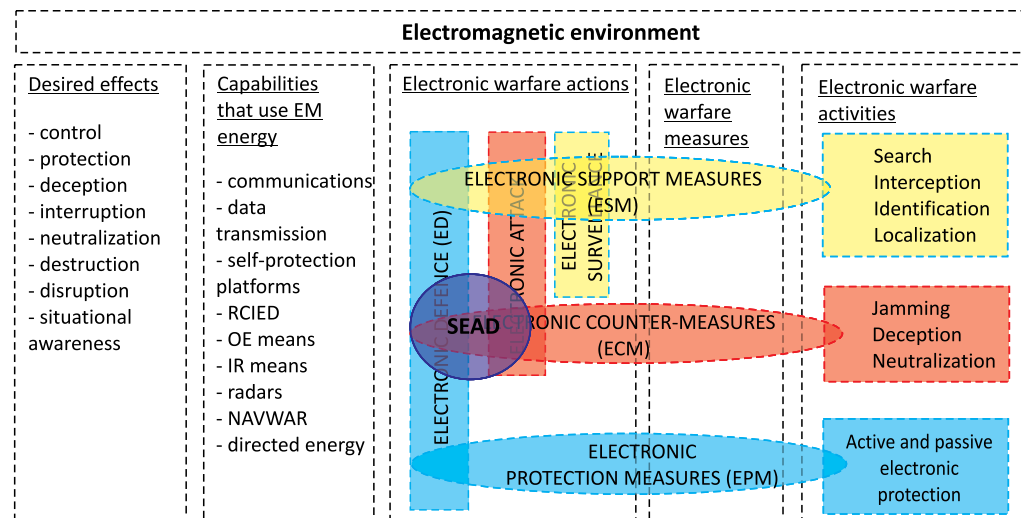 Electromagnetic environment
Desired effects
- control
- protection
- deception
- interruption
- neutralization
- destruction
- disruption
- situational
awareness
Capabilities
that use EM
energy
- communications
- data
transmission
- self-protection
platforms
- RCIED
- OE means
- IR means
- radars
- NAVWAR
- directed energy
Electronic warfare actions
ELECTRONIC DEFENCE (ED)
ELECTRONIC
SURVEILLANCE
ELECTRONIC SUPPORT MEASURES
(ESM)
SEAD
COUNTER-MEASURES
(ECM)
ELECTRONIC
PROTECTION MEASURES (EPM)
Electronic
warfare
measures
Electronic warfare
activities
Search
Interception
Identification
Localization
Jamming
Deception
Neutralization
Active and passive
electronic
protection